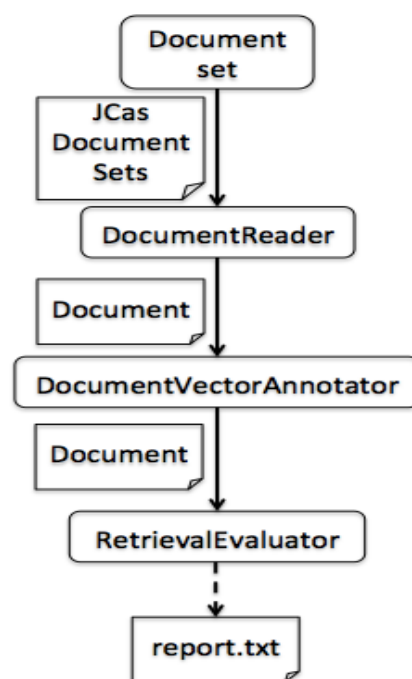 Document
set
JCas
Document
Sets
DocumentReader
Document
DocumentVectorAnnotator
Document
RetrievalEvaluator
report.txt